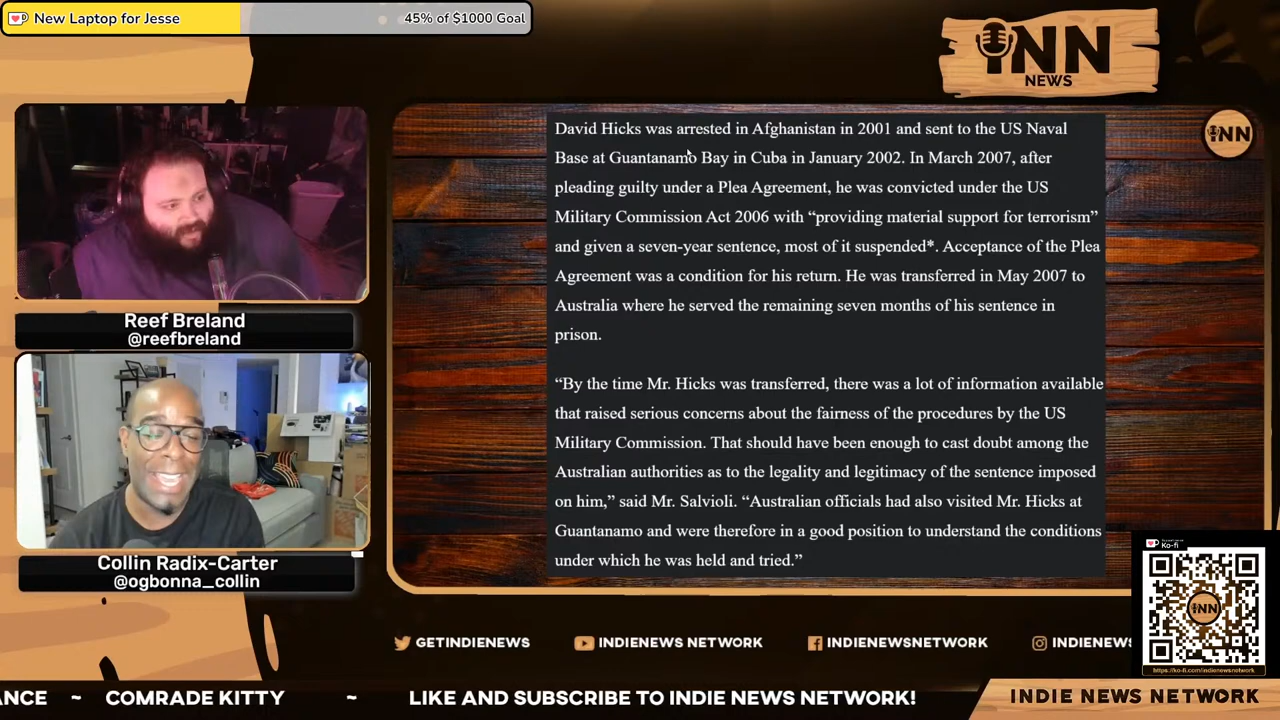 New Laptop for Jesse
45% of $1000 Goal
INN
NEWS
INN
David Hicks was arrested in Afghanistan in 2001 and sent to the US Naval
Base at Guantanamo Bay in Cuba in January 2002. In March 2007, after
pleading guilty under a Plea Agreement, he was convicted under the US
Military Commission Act 2006 with “providing material support for terrorism”
and given a seven-year sentence, most of it suspended*. Acceptance of the Plea
Agreement was a condition for his return. He was transferred in May 2007 to
Australia where he served the remaining seven months of his sentence in
prison.
“By the time Mr. Hicks was transferred, there was a lot of information available
that raised serious concerns about the fairness of the procedures by the US
Military Commission. That should have been enough to cast doubt among the
Australian authorities as to the legality and legitimacy of the sentence imposed
on him,” said Mr. Salvioli. “Australian officials had also visited Mr. Hicks at
Guantanamo and were therefore in a good position to understand the conditions
under which he was held and tried.”
Reef Breland
@reefbreland
Collin Radix-Carter
@ogbonna_collin
Ko-fi
INN
https://ko-fi.com/indienewsnetwork
GETINDIENEWS
INDIENEWS NETWORK
INDIENEWSNETWORK
INDIENEWS
NCE ~ COMRADE KITTY ~ LIKE AND SUBSCRIBE TO INDIE NEWS NETWORK!
INDIE NEWS NETWORK